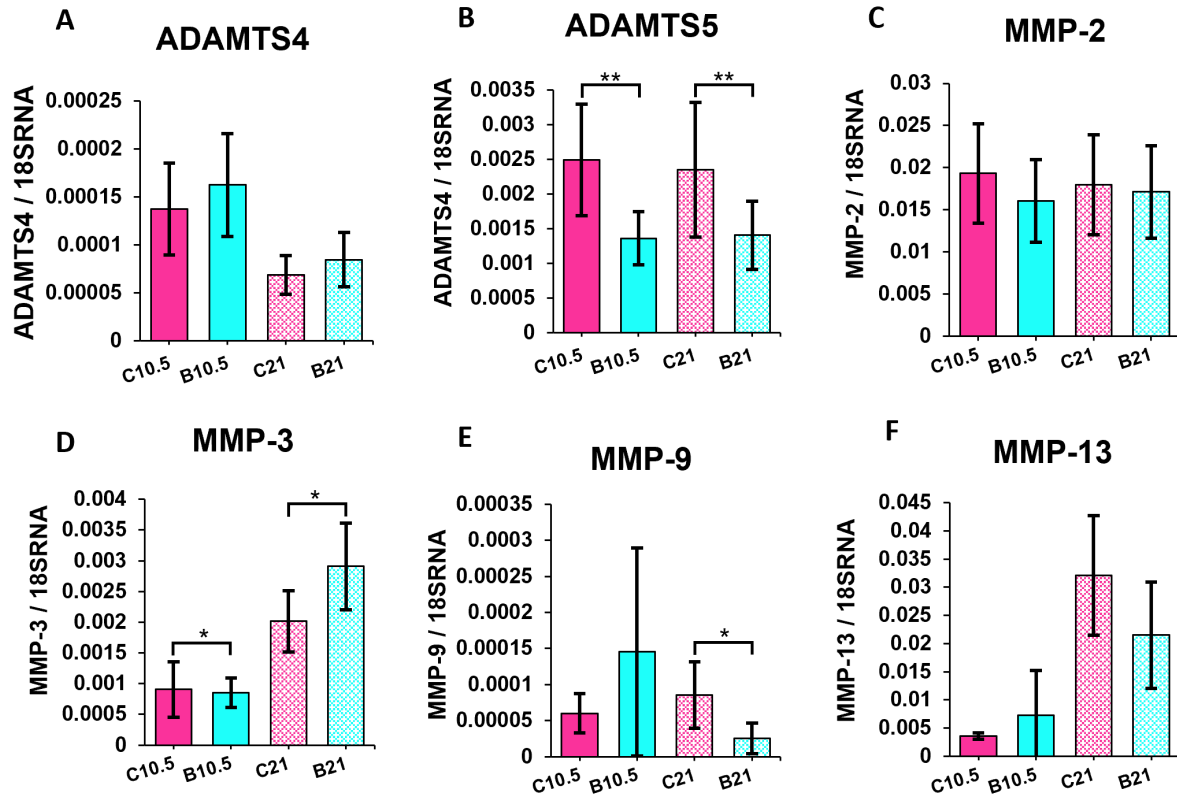 A
ADAMTS4
ADAMTS4 / 18SRNA
0.00025
0.0002
0.00015
0.0001
0.00005
0
C10.5
B10.5
C21
B21
B
ADAMTS5
ADAMTS4 / 18SRNA
0.0035
0.003
0.0025
0.002
0.0015
0.001
0.0005
0
**
**
C10.5
B10.5
C21
B21
C
MMP-2
MMP-2 / 18SRNA
0.03
0.025
0.02
0.015
0.01
0.005
0
C10.5
B10.5
C21
B21
D
MMP-3
MMP-3 / 18SRNA
0.004
0.0035
0.003
0.0025
0.002
0.0015
0.001
0.0005
0
*
*
C10.5
B10.5
C21
B21
E
MMP-9
MMP-9 / 18SRNA
0.00035
0.0003
0.00025
0.0002
0.00015
0.0001
0.00005
0
*
C10.5
B10.5
C21
B21
F
MMP-13
MMP-13 / 18SRNA
0.045
0.04
0.035
0.03
0.025
0.02
0.015
0.01
0.005
0
C10.5
B10.5
C21
B21